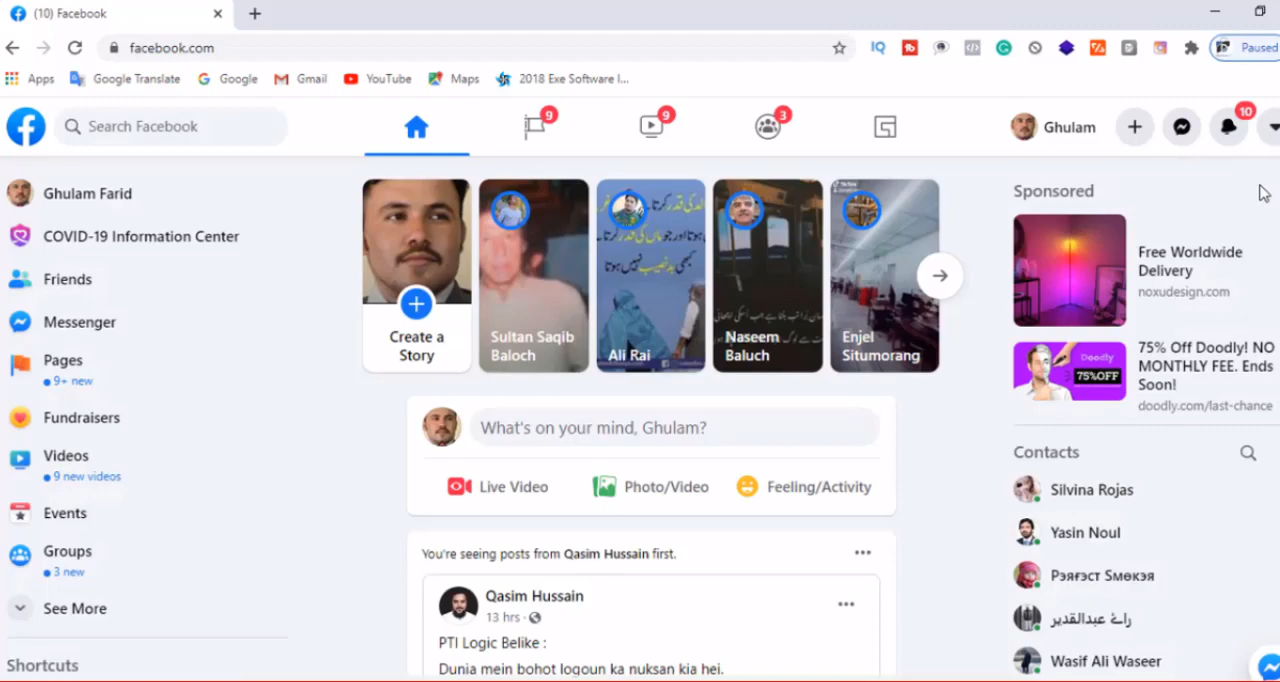 (10) Facebook
facebook.com
Paused
Apps
Google Translate
Google
Gmail
YouTube
Maps
2018 Exe Software I...
Search Facebook
9
9
3
Ghulam
10
Ghulam Farid
COVID-19 Information Center
Friends
Messenger
Pages
9+ new
Fundraisers
Videos
9 new videos
Events
Groups
3 new
See More
Shortcuts
Create a
Story
Sultan Saqib
Baloch
Ali Rai
Naseem
Baluch
TikTok
Enjel
Situmorang
What's on your mind, Ghulam?
Live Video
Photo/Video
Feeling/Activity
You're seeing posts from Qasim Hussain first.
Qasim Hussain
13 hrs
PTI Logic Belike :
Dunia mein bohot logoun ka nuksan kia hei.
Sponsored
Free Worldwide
Delivery
noxudesign.com
Doodly
75%OFF
75% Off Doodly! NO
MONTHLY FEE. Ends
Soon!
doodly.com/last-chance
Contacts
Silvina Rojas
Yasin Noul
Рэяғэст Ѕмөкэя
راۓ عبدالقدیر
Wasif Ali Waseer